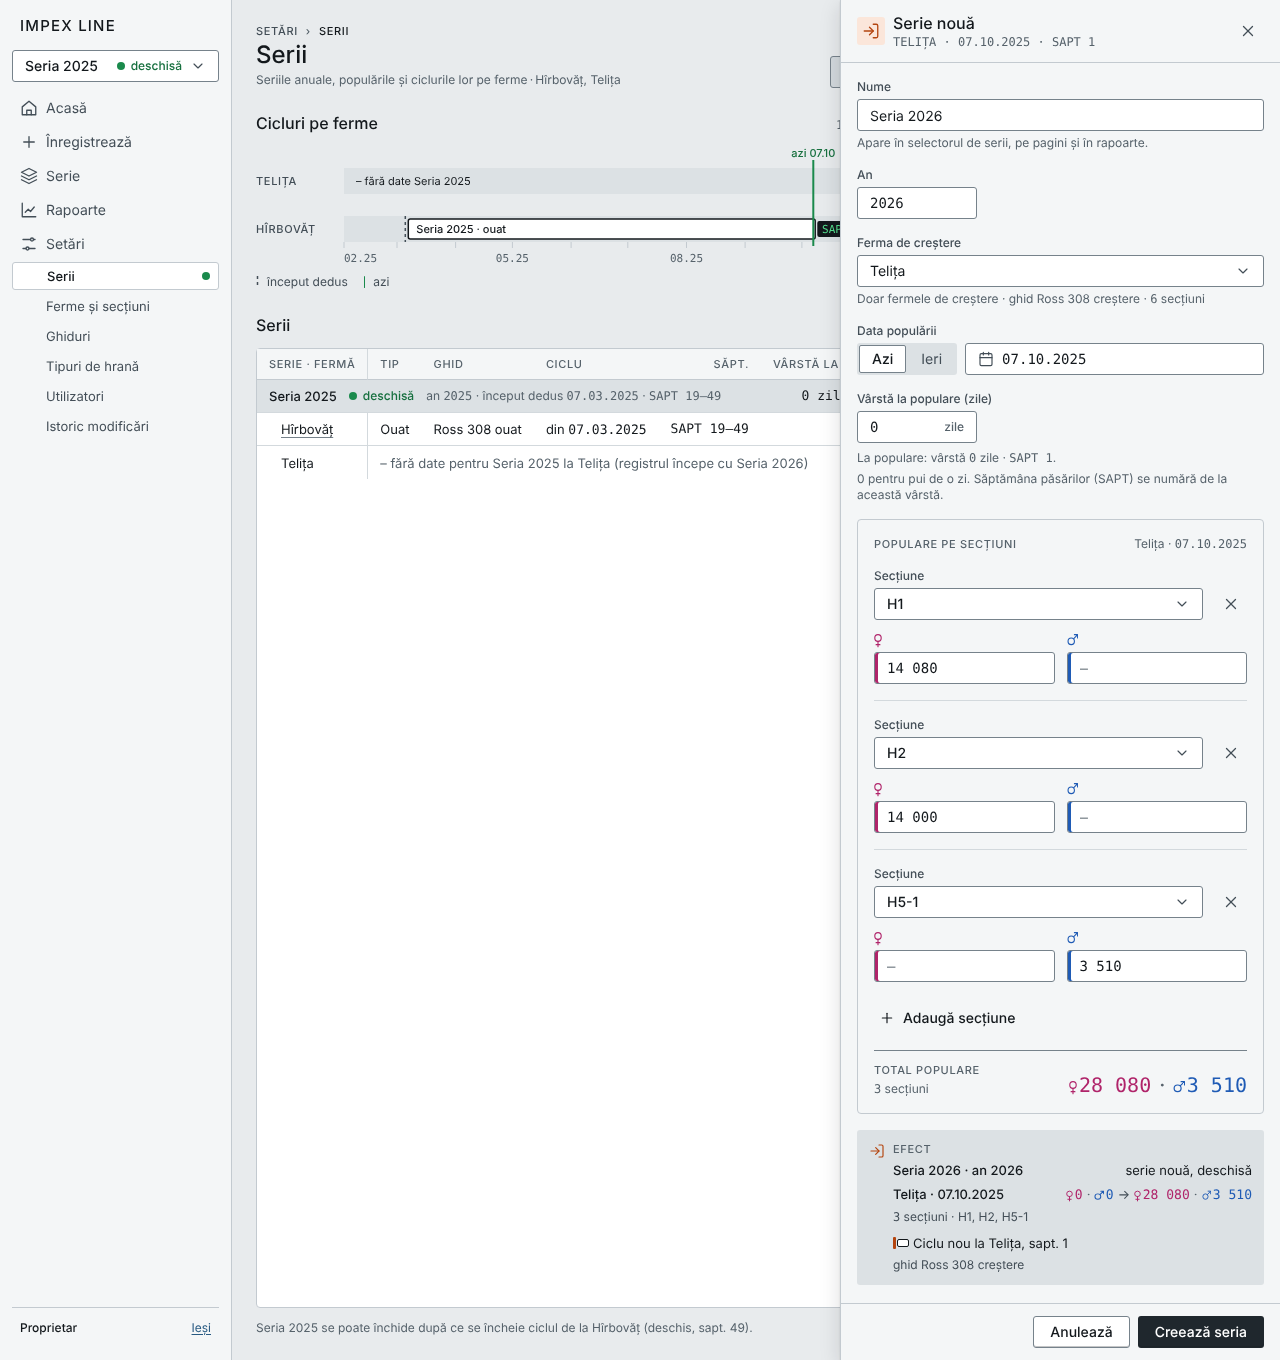 IMPEX LINE
Seria 2025 deschisă
Acasă
Înregistrează
Serie
Rapoarte
Setări
Serii
Ferme și secțiuni
Ghiduri
Tipuri de hrană
Utilizatori
Istoric modificări
Proprietar Ieși
SETĂRI › SERII
Serii
Seriile anuale, populările și ciclurile lor pe ferme · Hîrbovăț, Telița
Cicluri pe ferme
azi 07.10
TELIȚA – fără date Seria 2025
HÎRBOVĂȚ Seria 2025 · ouat
02.25 05.25 08.25
început dedus azi
Serii
SERIE · FERMĂ TIP GHID CICLU SĂPT. VÂRSTĂ LA
Seria 2025 deschisă an 2025 · început dedus 07.03.2025 · SAPT 19–49 0 zil
Hîrbovăț Ouat Ross 308 ouat din 07.03.2025 SAPT 19–49
Telița – fără date pentru Seria 2025 la Telița (registrul începe cu Seria 2026)
Seria 2025 se poate închide după ce se încheie ciclul de la Hîrbovăț (deschis, sapt. 49).
Serie nouă
TELIȚA · 07.10.2025 · SAPT 1
Nume
Seria 2026
Apare în selectorul de serii, pe pagini și în rapoarte.
An
2026
Ferma de creștere
Telița
Doar fermele de creștere · ghid Ross 308 creștere · 6 secțiuni
Data populării
Azi Ieri 07.10.2025
Vârstă la populare (zile)
0 zile
La populare: vârstă 0 zile · SAPT 1.
0 pentru pui de o zi. Săptămâna păsărilor (SAPT) se numără de la
această vârstă.
POPULARE PE SECȚIUNI Telița · 07.10.2025
Secțiune
H1
♀ ♂
14 080 –
Secțiune
H2
♀ ♂
14 000 –
Secțiune
H5-1
♀ ♂
– 3 510
Adaugă secțiune
TOTAL POPULARE
3 secțiuni
♀28 080 · ♂3 510
EFECT
Seria 2026 · an 2026 serie nouă, deschisă
Telița · 07.10.2025 ♀0 · ♂0 → ♀28 080 · ♂3 510
3 secțiuni · H1, H2, H5-1
Ciclu nou la Telița, sapt. 1
ghid Ross 308 creștere
Anulează Creează seria